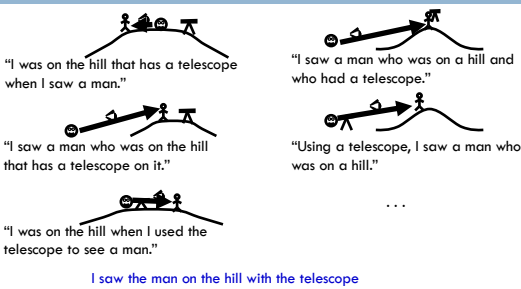 “I was on the hill that has a telescope
when I saw a man.”
“I saw a man who was on a hill and
who had a telescope.”
“I saw a man who was on the hill
that has a telescope on it.”
“Using a telescope, I saw a man who
was on a hill.”
“I was on the hill when I used the
telescope to see a man.”
. . .
I saw the man on the hill with the telescope